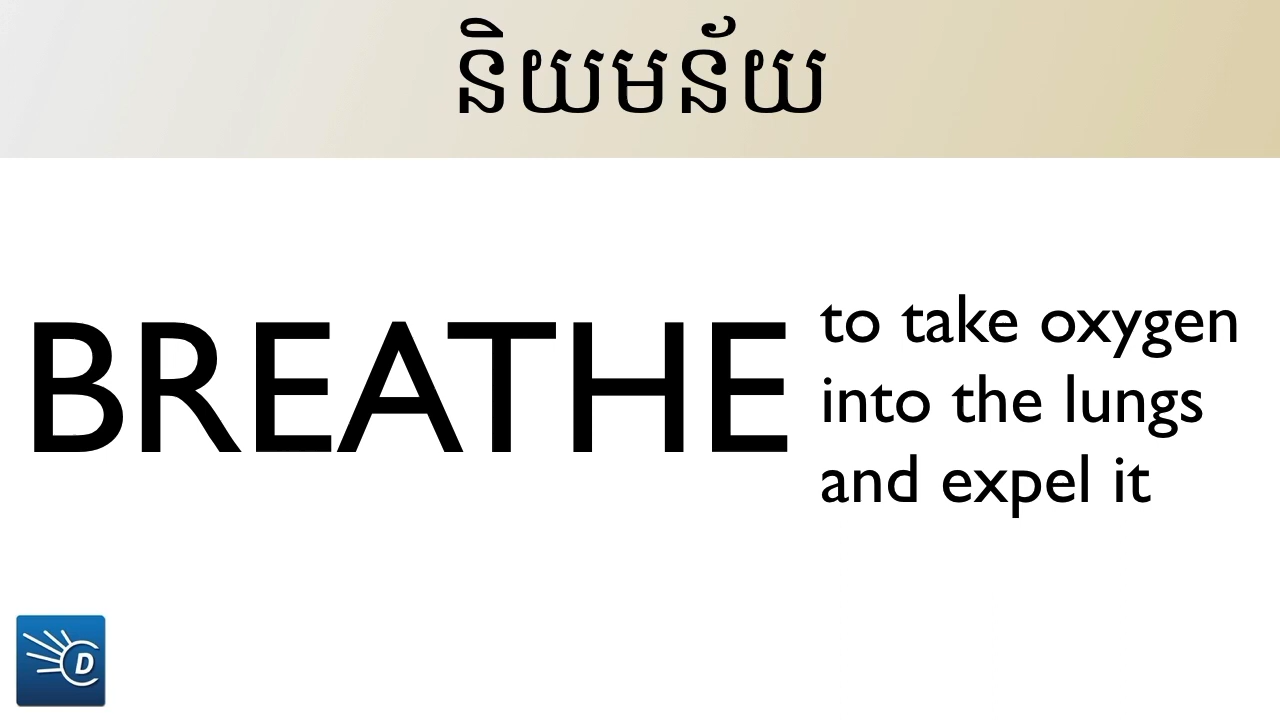 និយមន័យ
BREATHE
to take oxygen
into the lungs
and expel it
D